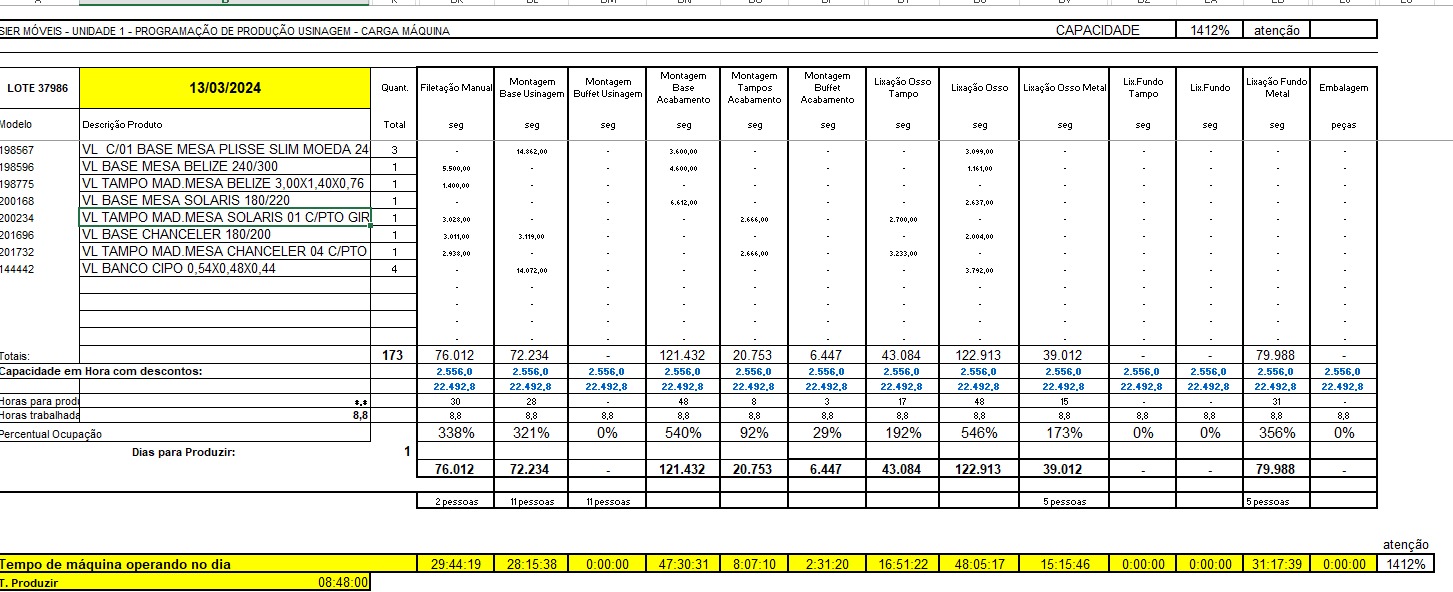 SIER MÓVEIS - UNIDADE 1 - PROGRAMAÇÃO DE PRODUÇÃO USINAGEM - CARGA MÁQUINA CAPACIDADE 1412% atenção
LOTE 37986 13/03/2024 Quant. Filetação Manual Montagem Base Usinagem Montagem Buffet Usinagem Montagem Base Acabamento Montagem Tampos Acabamento Montagem Buffet Acabamento Lixação Osso Tampo Lixação Osso Lixação Osso Metal Lix.Fundo Tampo Lix.Fundo Lixação Fundo Metal Embalagem
Modelo Descrição Produto Total seg seg seg seg seg seg seg seg seg seg seg seg peças
198567 VL C/01 BASE MESA PLISSE SLIM MOEDA 24 3 - 14.862,00 - 3.600,00 - - - 3.099,00 - - - - -
198596 VL BASE MESA BELIZE 240/300 1 5.500,00 - - 4.600,00 - - - 1.161,00 - - - - -
198775 VL TAMPO MAD.MESA BELIZE 3,00X1,40X0,76 1 1.400,00 - - - - - - - - - - - -
200168 VL BASE MESA SOLARIS 180/220 1 - - - 6.612,00 - - - 2.637,00 - - - - -
200234 VL TAMPO MAD.MESA SOLARIS 01 C/PTO GIR 1 3.028,00 - - - 2.666,00 - 2.700,00 - - - - - -
201696 VL BASE CHANCELER 180/200 1 3.011,00 3.119,00 - - - - - 2.004,00 - - - - -
201732 VL TAMPO MAD.MESA CHANCELER 04 C/PTO 1 2.938,00 - - - 2.666,00 - 3.233,00 - - - - - -
144442 VL BANCO CIPO 0,54X0,48X0,44 4 - 14.072,00 - - - - - 3.792,00 - - - - -
- - - - - - - - - - - - -
- - - - - - - - - - - - -
- - - - - - - - - - - - -
- - - - - - - - - - - - -
Totais: 173 76.012 72.234 - 121.432 20.753 6.447 43.084 122.913 39.012 - - 79.988 -
Capacidade em Hora com descontos: 2.556,0 2.556,0 2.556,0 2.556,0 2.556,0 2.556,0 2.556,0 2.556,0 2.556,0 2.556,0 2.556,0 2.556,0 2.556,0
22.492,8 22.492,8 22.492,8 22.492,8 22.492,8 22.492,8 22.492,8 22.492,8 22.492,8 22.492,8 22.492,8 22.492,8 22.492,8
Horas para prod 30 28 - 48 8 3 17 48 15 - - 31 -
Horas trabalhada 8,8 8,8 8,8 8,8 8,8 8,8 8,8 8,8 8,8 8,8 8,8 8,8 8,8 8,8
Percentual Ocupação 338% 321% 0% 540% 92% 29% 192% 546% 173% 0% 0% 356% 0%
Dias para Produzir: 1
76.012 72.234 - 121.432 20.753 6.447 43.084 122.913 39.012 - - 79.988 -
2 pessoas 11 pessoas 11 pessoas 5 pessoas 5 pessoas
atenção
Tempo de máquina operando no dia 29:44:19 28:15:38 0:00:00 47:30:31 8:07:10 2:31:20 16:51:22 48:05:17 15:15:46 0:00:00 0:00:00 31:17:39 0:00:00 1412%
T. Produzir 08:48:00